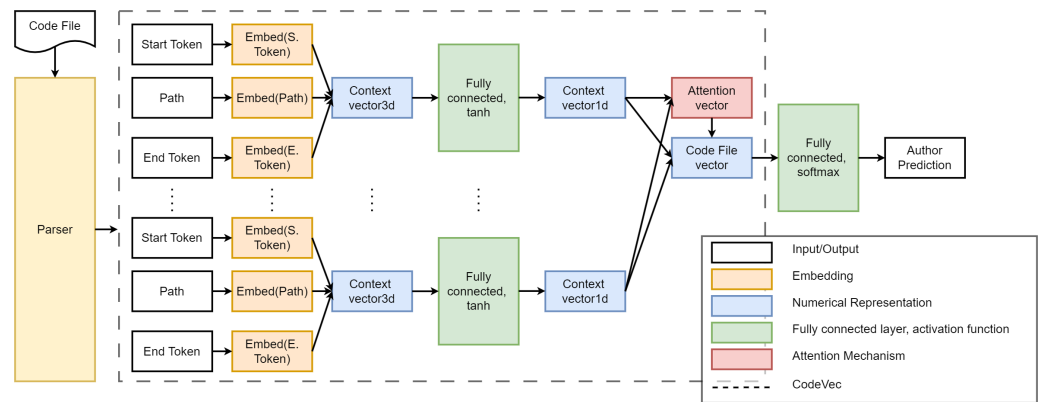 Code File
Parser
Start Token
Embed(S.
Token)
Path
Embed(Path)
End Token
Embed(E.
Token)
Context
vector3d
Fully
connected,
tanh
Context
vector1d
Attention
vector
Code File
vector
Fully
connected,
softmax
Author
Prediction
Start Token
Embed(S.
Token)
Path
Embed(Path)
End Token
Embed(E.
Token)
Context
vector3d
Fully
connected,
tanh
Context
vector1d
Input/Output
Embedding
Numerical Representation
Fully connected layer, activation function
Attention Mechanism
CodeVec